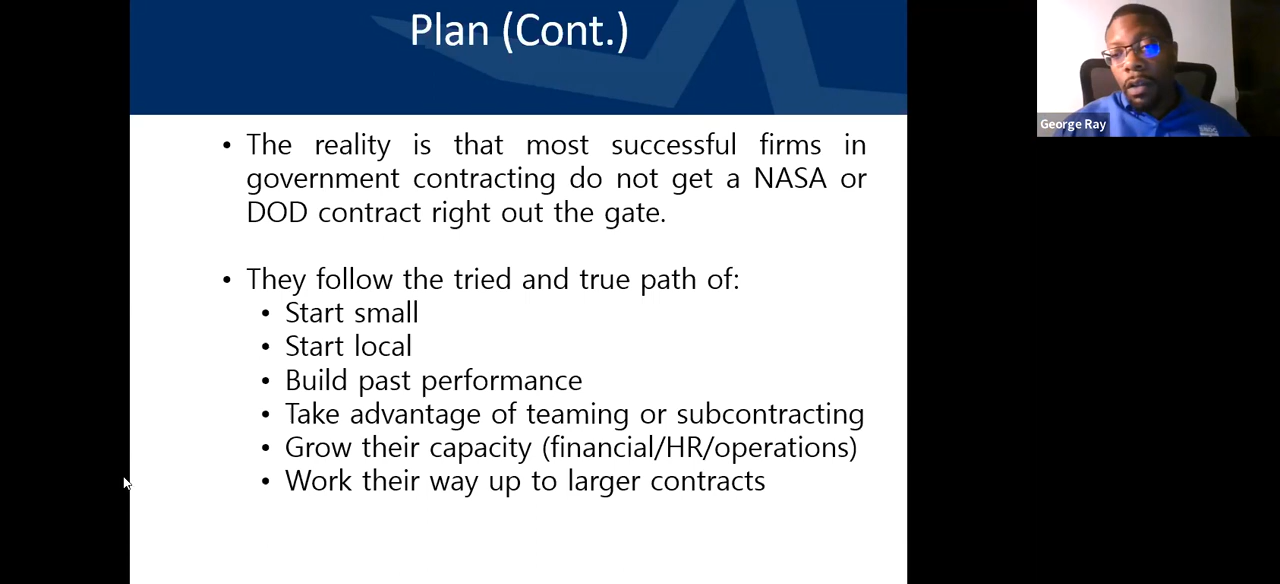 Plan (Cont.)
• The reality is that most successful firms in
government contracting do not get a NASA or
DOD contract right out the gate.
• They follow the tried and true path of:
• Start small
• Start local
• Build past performance
• Take advantage of teaming or subcontracting
• Grow their capacity (financial/HR/operations)
• Work their way up to larger contracts
George Ray